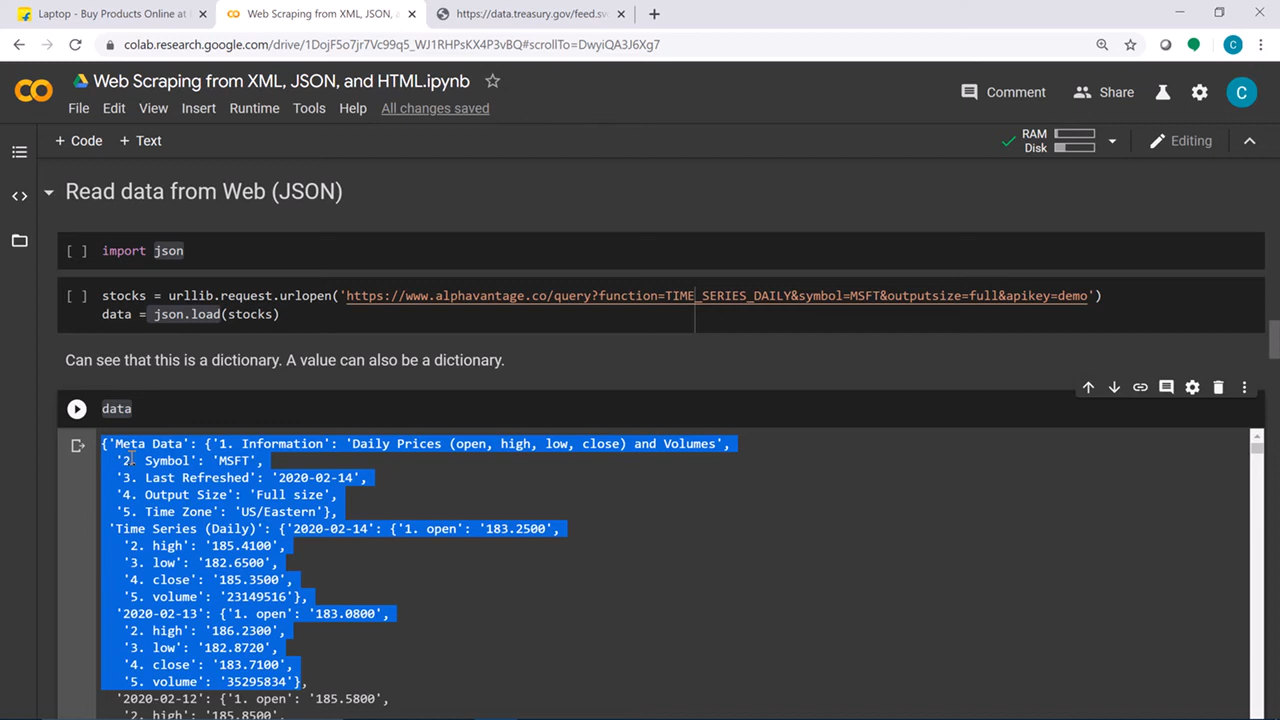 Laptop - Buy Products Online at
Web Scraping from XML, JSON, a
https://data.treasury.gov/feed.sv
colab.research.google.com/drive/1DojF5o7jr7Vc99q5_WJ1RHPsKX4P3vBQ#scrollTo=DwyiQA3J6Xg7
C
Web Scraping from XML, JSON, and HTML.ipynb
Comment
Share
C
File Edit View Insert Runtime Tools Help All changes saved
+ Code + Text
RAM
Disk
Editing
Read data from Web (JSON)
[ ] import json
[ ] stocks = urllib.request.urlopen('https://www.alphavantage.co/query?function=TIME_SERIES_DAILY&symbol=MSFT&outputsize=full&apikey=demo')
data = json.load(stocks)
Can see that this is a dictionary. A value can also be a dictionary.
data
{'Meta Data': {'1. Information': 'Daily Prices (open, high, low, close) and Volumes',
'2. Symbol': 'MSFT',
'3. Last Refreshed': '2020-02-14',
'4. Output Size': 'Full size',
'5. Time Zone': 'US/Eastern'},
'Time Series (Daily)': {'2020-02-14': {'1. open': '183.2500',
'2. high': '185.4100',
'3. low': '182.6500',
'4. close': '185.3500',
'5. volume': '23149516'},
'2020-02-13': {'1. open': '183.0800',
'2. high': '186.2300',
'3. low': '182.8720',
'4. close': '183.7100',
'5. volume': '35295834'},
'2020-02-12': {'1. open': '185.5800',
'2. high': '185.8500',